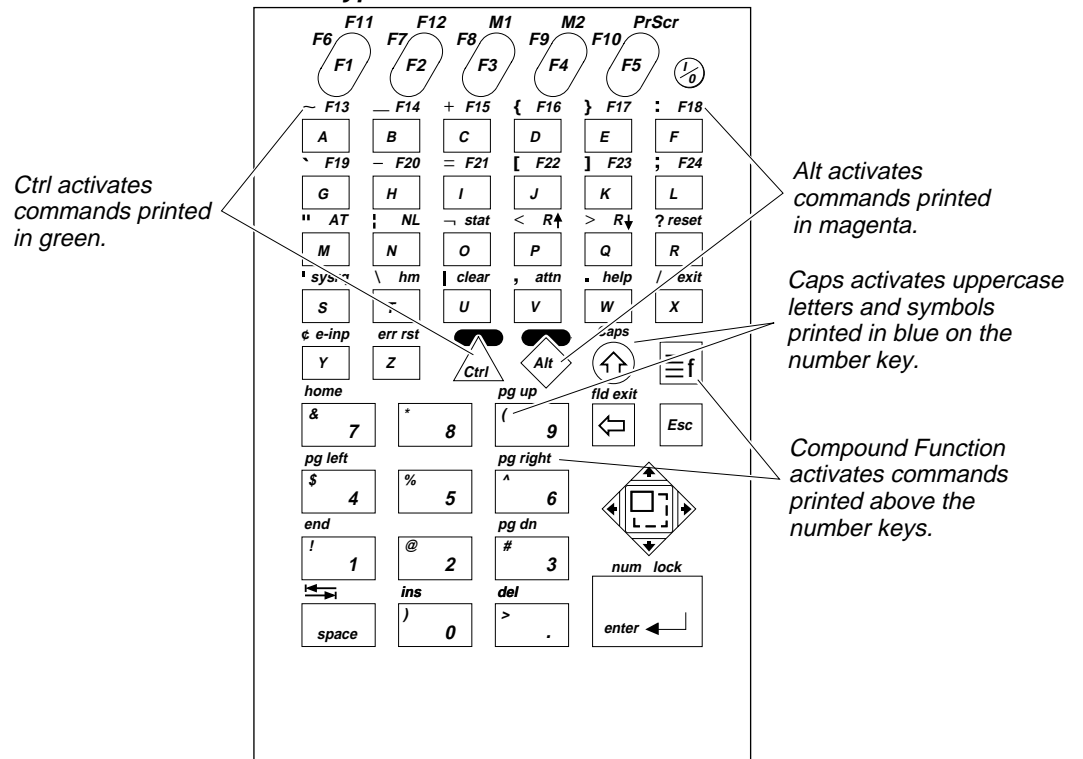 F11 F12 M1 M2 PrScr
F6 F7 F8 F9 F10
F1 F2 F3 F4 F5 I/0
~ F13 _ F14 + F15 { F16 } F17 : F18
A B C D E F
` F19 – F20 = F21 [ F22 ] F23 ; F24
G H I J K L
" AT ¦ NL ¬ stat < R↑ > R↓ ? reset
M N O P Q R
' sysrq \ hm | clear , attn . help / exit
S T U V W X
¢ e-inp err rst Caps
Y Z Ctrl Alt f
home pg up fld exit
& 7 * 8 ( 9 Esc
pg left pg right
$ 4 % 5 ^ 6
end pg dn
! 1 @ 2 # 3
num lock
ins del
space ) 0 > . enter
Ctrl activates
commands printed
in green.
Alt activates
commands printed
in magenta.
Caps activates uppercase
letters and symbols
printed in blue on the
number key.
Compound Function
activates commands
printed above the
number keys.